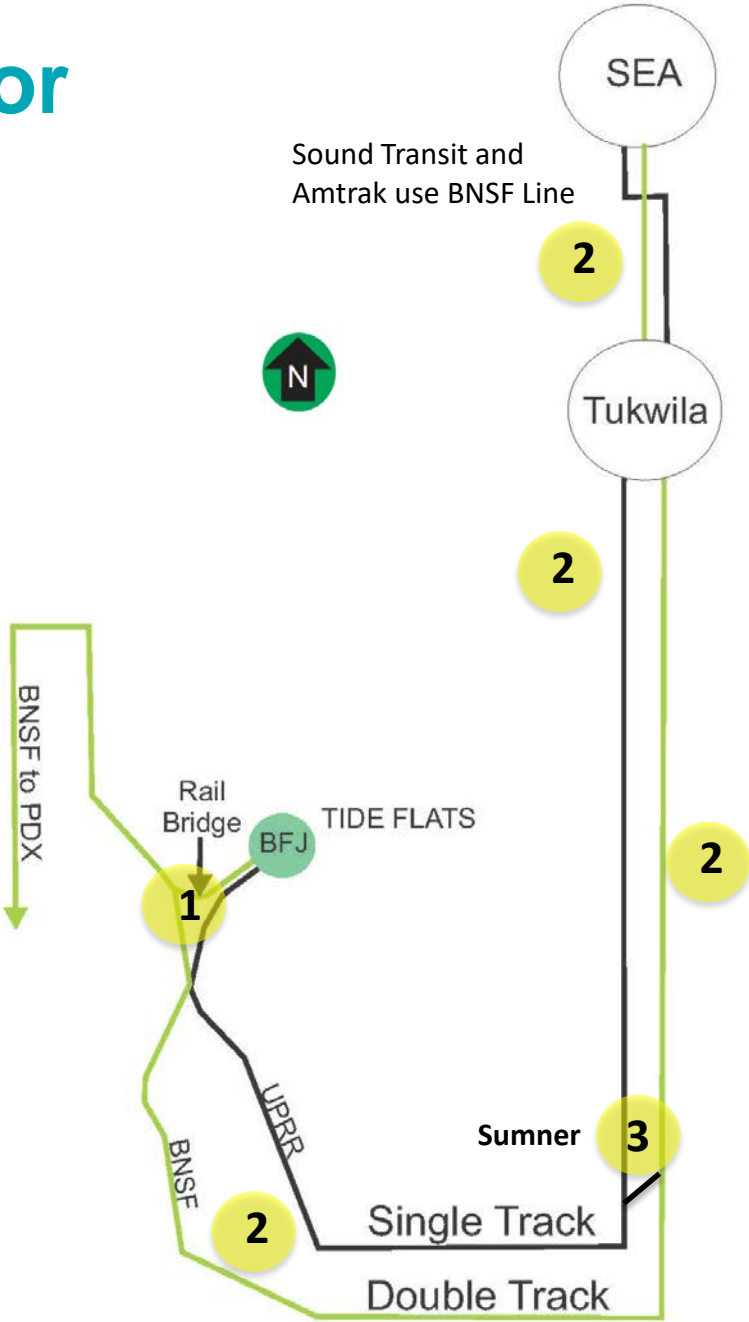 or
SEA
Sound Transit and
Amtrak use BNSF Line
2
N
Tukwila
2
BNSF to PDX
Rail
Bridge
TIDE FLATS
BFJ
2
1
UPRR
Sumner
3
BNSF
2
Single Track
Double Track